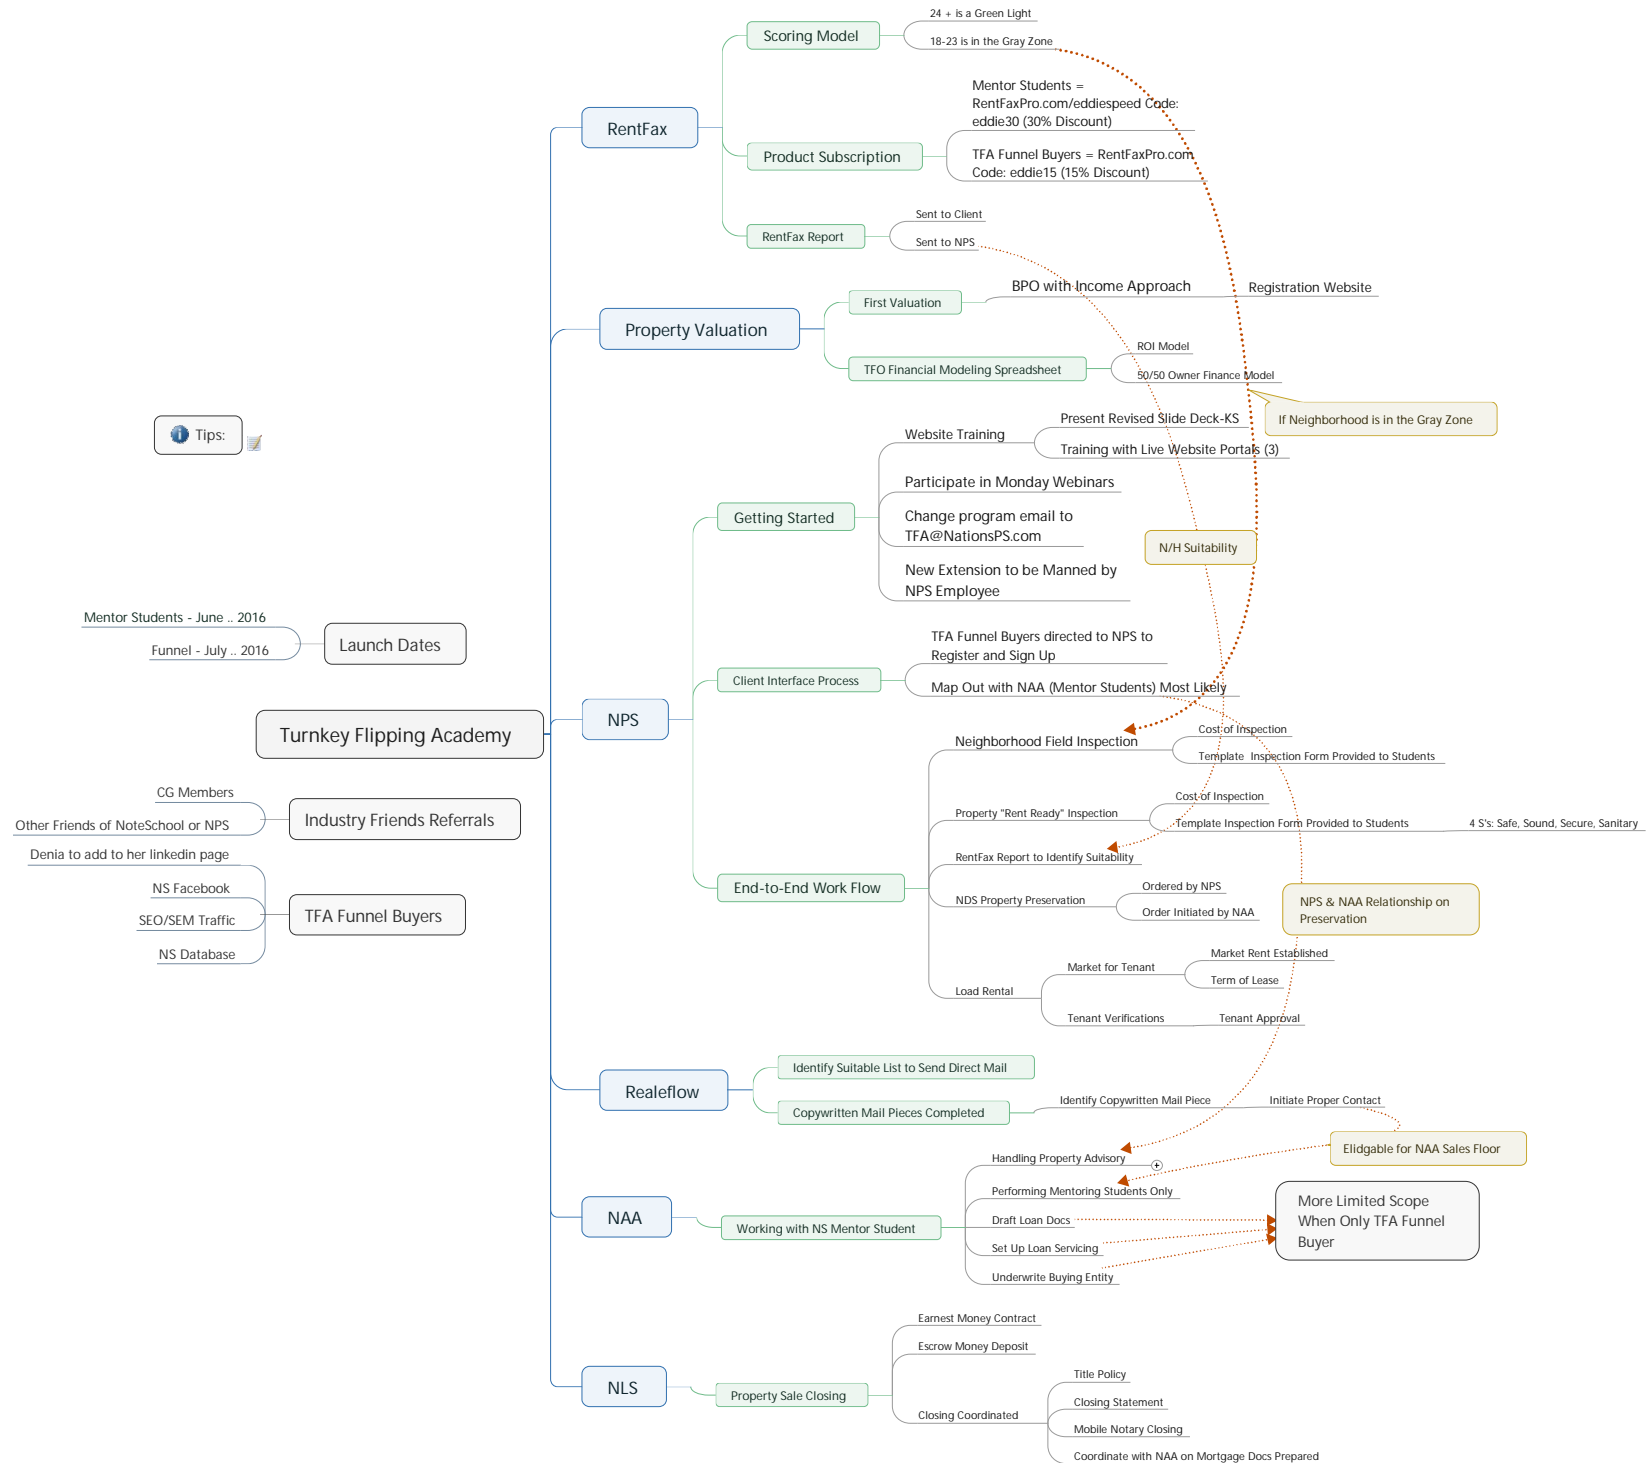 24 + is a Green Light
Scoring Model
18-23 is in the Gray Zone
Mentor Students =
RentFaxPro.com/eddiespeed Code:
eddie30 (30% Discount)
RentFax
Product Subscription
TFA Funnel Buyers = RentFaxPro.com
Code: eddie15 (15% Discount)
Sent to Client
RentFax Report
Sent to NPS
BPO with Income Approach
Registration Website
First Valuation
Property Valuation
ROI Model
TFO Financial Modeling Spreadsheet
50/50 Owner Finance Model
If Neighborhood is in the Gray Zone
Tips:
Present Revised Slide Deck-KS
Website Training
Training with Live Website Portals (3)
Participate in Monday Webinars
Getting Started
Change program email to
TFA@NationsPS.com
N/H Suitability
New Extension to be Manned by
NPS Employee
Mentor Students - June .. 2016
Launch Dates
Funnel - July .. 2016
TFA Funnel Buyers directed to NPS to
Register and Sign Up
Client Interface Process
Map Out with NAA (Mentor Students) Most Likely
NPS
Turnkey Flipping Academy
Neighborhood Field Inspection
Cost of Inspection
Template  Inspection Form Provided to Students
CG Members
Industry Friends Referrals
Other Friends of NoteSchool or NPS
Cost of Inspection
Property "Rent Ready" Inspection
Template Inspection Form Provided to Students
4 S's: Safe, Sound, Secure, Sanitary
Denia to add to her linkedin page
NS Facebook
TFA Funnel Buyers
SEO/SEM Traffic
NS Database
RentFax Report to Identify Suitability
End-to-End Work Flow
Ordered by NPS
NDS Property Preservation
Order Initiated by NAA
NPS & NAA Relationship on
Preservation
Market Rent Established
Market for Tenant
Term of Lease
Load Rental
Tenant Verifications
Tenant Approval
Identify Suitable List to Send Direct Mail
Realeflow
Copywritten Mail Pieces Completed
Identify Copywritten Mail Piece
Initiate Proper Contact
Elidgable for NAA Sales Floor
Handling Property Advisory
Performing Mentoring Students Only
NAA
Working with NS Mentor Student
Draft Loan Docs
Set Up Loan Servicing
Underwrite Buying Entity
More Limited Scope
When Only TFA Funnel
Buyer
Earnest Money Contract
Escrow Money Deposit
NLS
Property Sale Closing
Title Policy
Closing Statement
Closing Coordinated
Mobile Notary Closing
Coordinate with NAA on Mortgage Docs Prepared